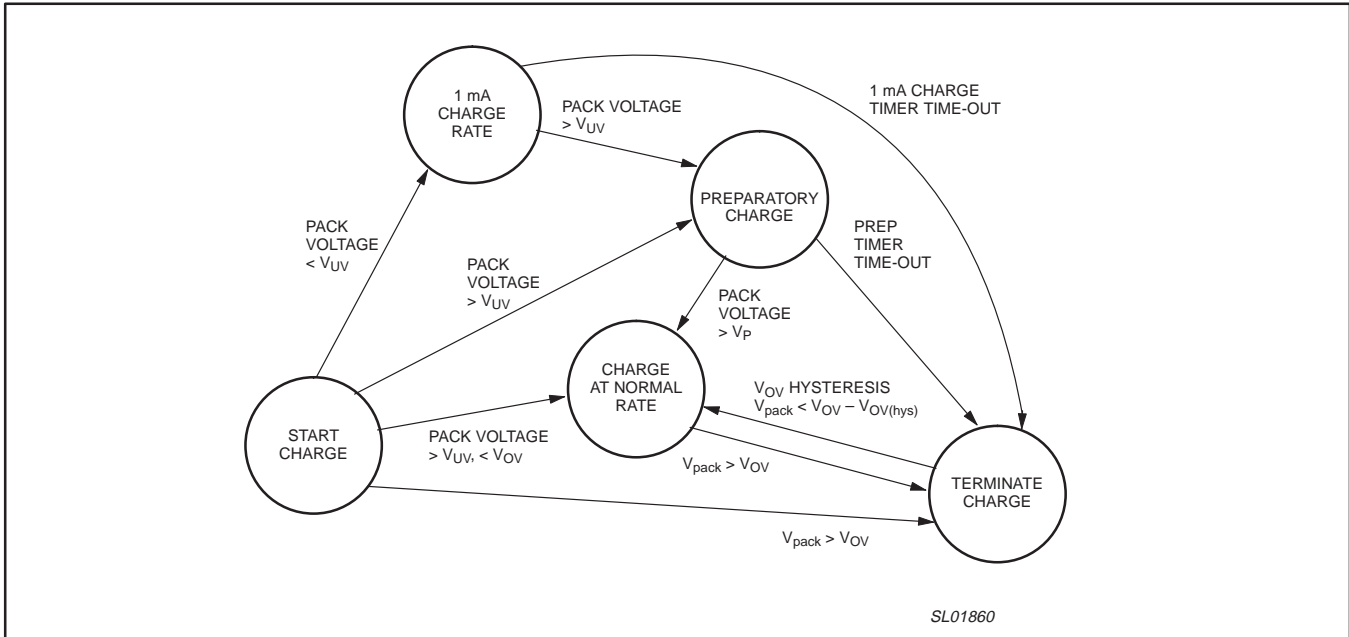 1 mA
CHARGE
RATE
PACK VOLTAGE
> VUV
1 mA CHARGE
TIMER TIME-OUT
PREPARATORY
CHARGE
PACK
VOLTAGE
< VUV
PACK
VOLTAGE
> VUV
PREP
TIMER
TIME-OUT
PACK
VOLTAGE
> VP
CHARGE
AT NORMAL
RATE
VOV HYSTERESIS
Vpack < VOV – VOV(hys)
START
CHARGE
PACK VOLTAGE
> VUV, < VOV
Vpack > VOV
TERMINATE
CHARGE
Vpack > VOV
SL01860